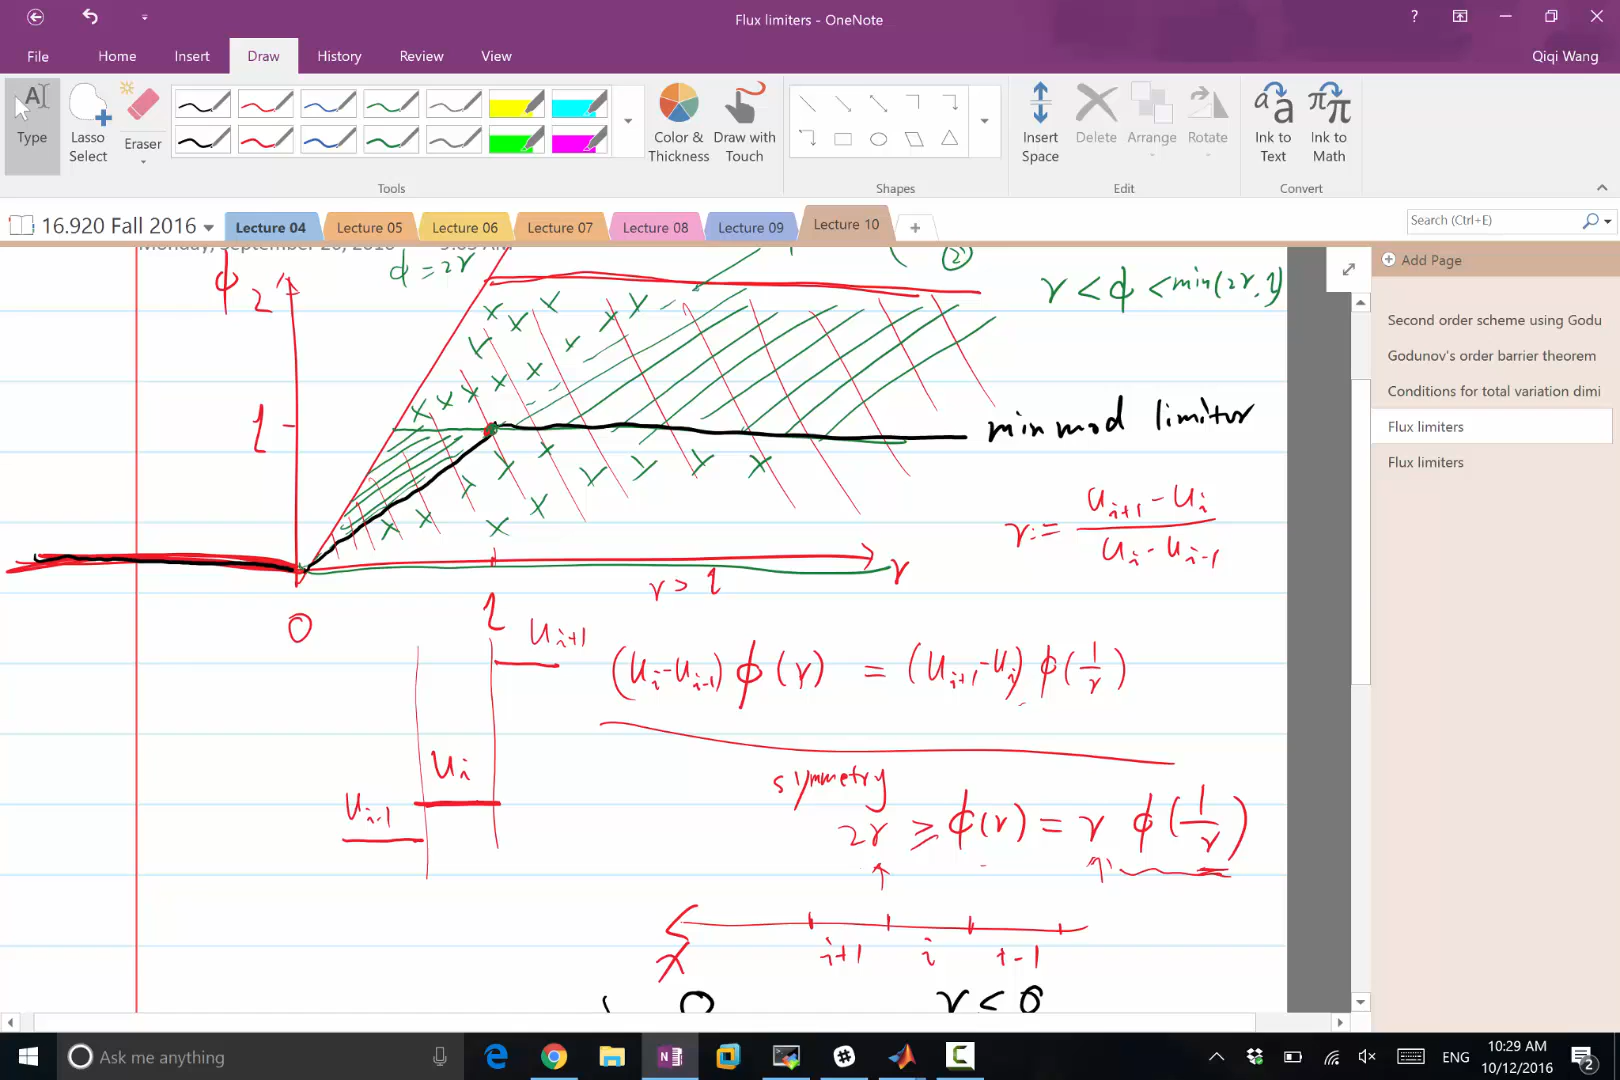 Flux limiters - OneNote
?
Qiqi Wang
File Home Insert Draw History Review View
Type
Lasso Select
Eraser
Color & Thickness
Draw with Touch
Insert Space
Delete
Arrange
Rotate
Ink to Text
Ink to Math
Tools
Shapes
Edit
Convert
16.920 Fall 2016
Lecture 04 Lecture 05 Lecture 06 Lecture 07 Lecture 08 Lecture 09 Lecture 10 +
Search (Ctrl+E)
Add Page
Second order scheme using Godu
Godunov's order barrier theorem
Conditions for total variation dimi
Flux limiters
Flux limiters
ϕ
2
ϕ = 2r
②
r < ϕ < min(2r, 1)
1
minmod limitor
r := (u_{i+1} - u_i) / (u_i - u_{i-1})
r
r > 1
0
1
u_{i+1}
(u_i - u_{i-1}) ϕ(r) = (u_{i+1} - u_i) ϕ(1/r)
u_i
symmetry
u_{i-1}
2r ≥ ϕ(r) = r ϕ(1/r)
i+1 i i-1
0 r < 0
Ask me anything
ENG
10:29 AM
10/12/2016
2